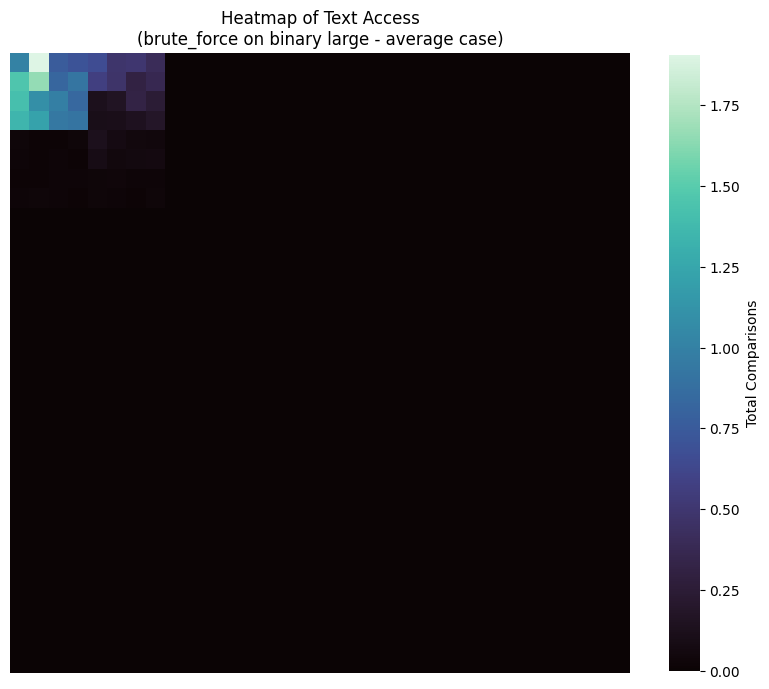 Heatmap of Text Access
(brute_force on binary large - average case)
1.75
1.50
1.25
1.00
0.75
0.50
0.25
0.00
Total Comparisons